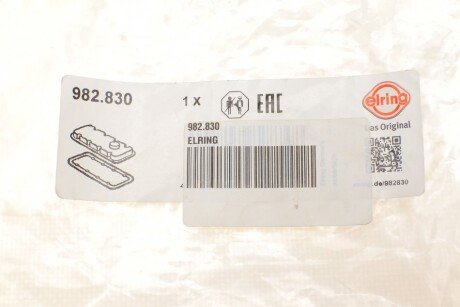 982.830
1 x
EAC
elring
Das Original
982.830
ELRING
.de/982830